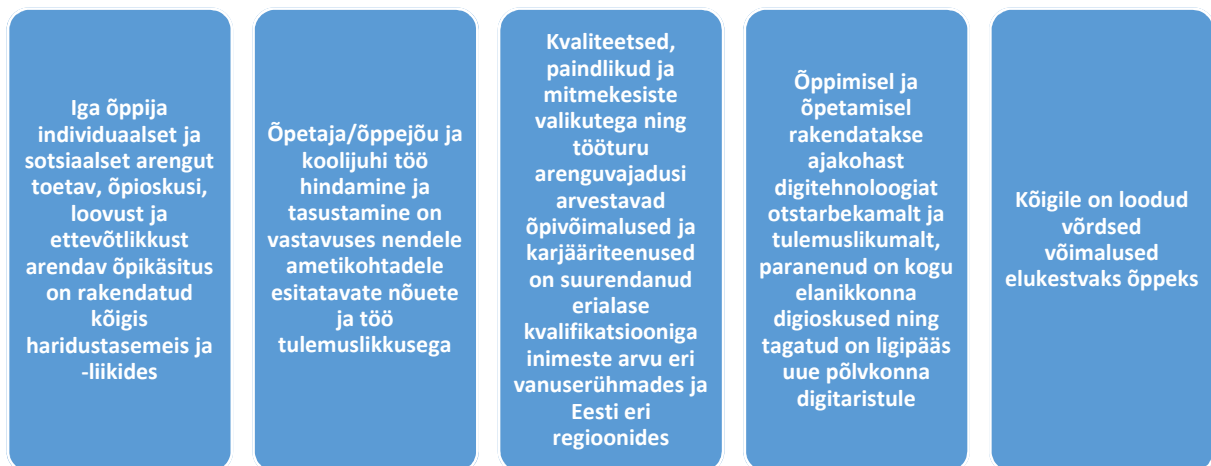 Iga õppija
individuaalset ja
sotsiaalset arengut
toetav, õpioskusi,
loovust ja
ettevõtlikkust
arendav õpikäsitus
on rakendatud
kõigis
haridustasemeis ja
-liikides
Õpetaja/õppejõu ja
koolijuhi töö
hindamine ja
tasustamine on
vastavuses nendele
ametikohtadele
esitatavate nõuete
ja töö
tulemuslikkusega
Kvaliteetsed,
paindlikud ja
mitmekesiste
valikutega ning
tööturu
arenguvajadusi
arvestavad
õpivõimalused ja
karjääriteenused
on suurendanud
erialase
kvalifikatsiooniga
inimeste arvu eri
vanuserühmades ja
Eesti eri
regioonides
Õppimisel ja
õpetamisel
rakendatakse
ajakohast
digitehnoloogiat
otstarbekamalt ja
tulemuslikumalt,
paranenud on kogu
elanikkonna
digioskused ning
tagatud on ligipääs
uue põlvkonna
digitaristule
Kõigile on loodud
võrdsed
võimalused
elukestvaks õppeks